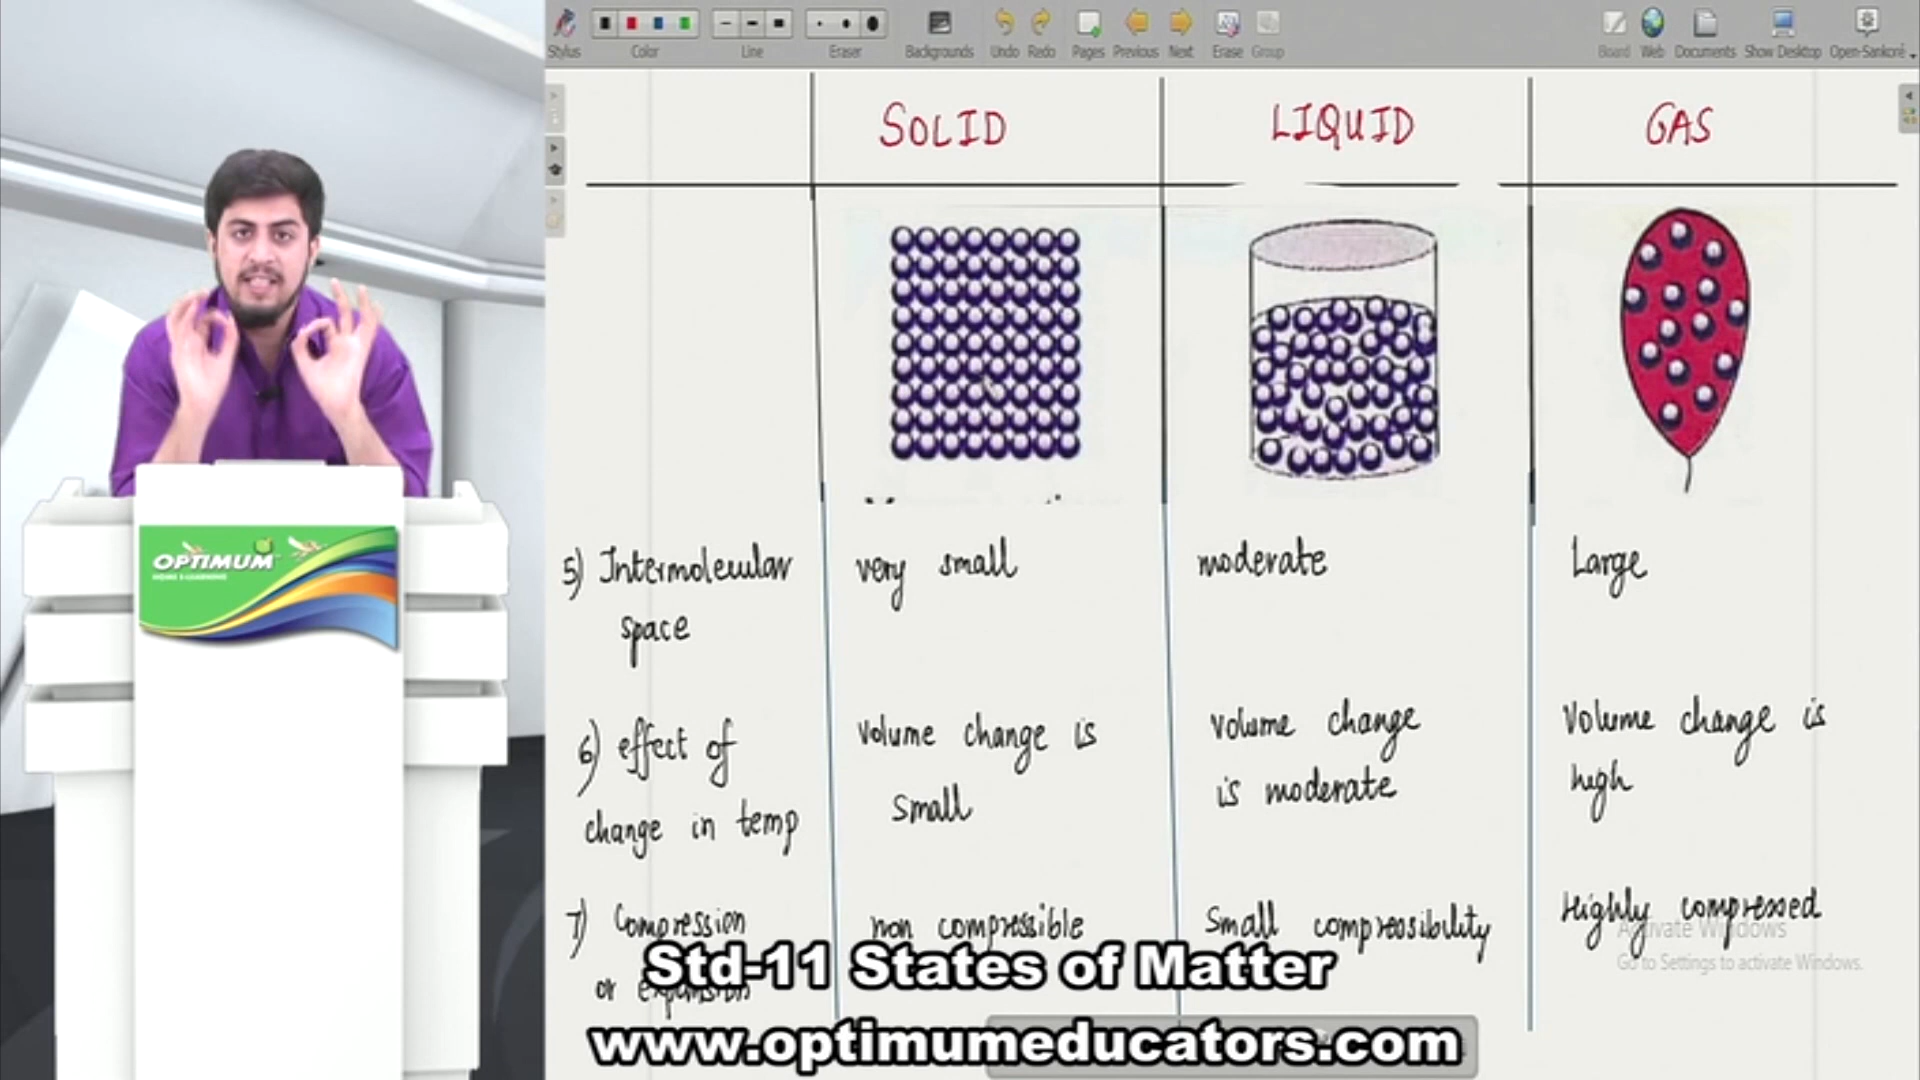 Stylus Color Line Eraser Backgrounds Undo Redo Pages Previous Next Erase Group Board Web Documents Show Desktop Open-Sankoré
SOLID LIQUID GAS
5) Intermolecular very small moderate Large
space
6) effect of Volume change is Volume change Volume change is
change in temp small is moderate high
7) Compression non compressible Small compressibility Highly compressed
or expansion
Activate Windows
Go to Settings to activate Windows.
OPTIMUM
Std-11 States of Matter
www.optimumeducators.com